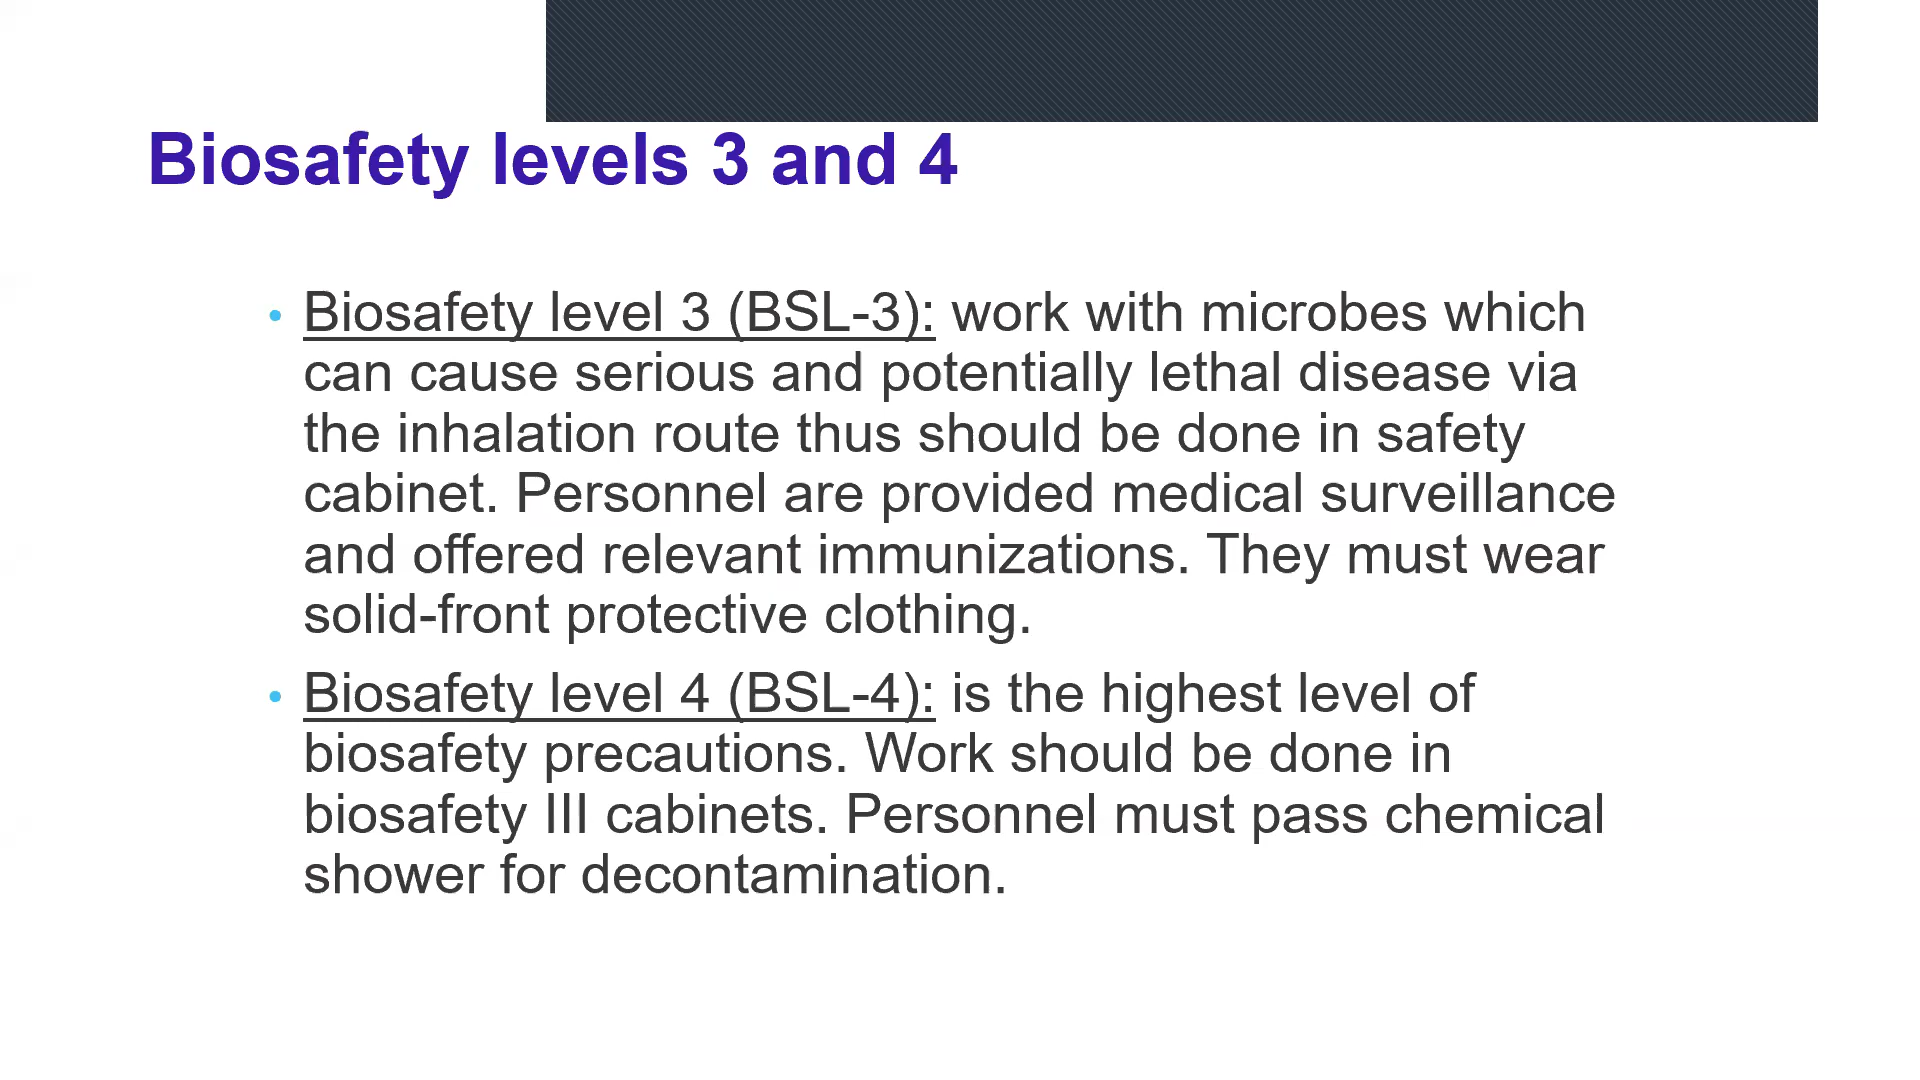 Biosafety levels 3 and 4
• Biosafety level 3 (BSL-3): work with microbes which
can cause serious and potentially lethal disease via
the inhalation route thus should be done in safety
cabinet. Personnel are provided medical surveillance
and offered relevant immunizations. They must wear
solid-front protective clothing.
• Biosafety level 4 (BSL-4): is the highest level of
biosafety precautions. Work should be done in
biosafety III cabinets. Personnel must pass chemical
shower for decontamination.